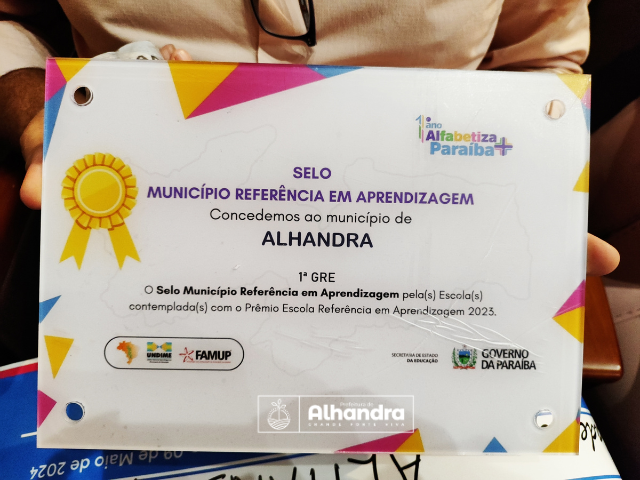 1º ano
Alfabetiza
Paraíba+
SELO
MUNICÍPIO REFERÊNCIA EM APRENDIZAGEM
Concedemos ao município de
ALHANDRA
1ª GRE
O Selo Município Referência em Aprendizagem pela(s) Escola(s)
contemplada(s) com o Prêmio Escola Referência em Aprendizagem 2023.
UNDIME
FAMUP
SECRETARIA DE ESTADO
DA EDUCAÇÃO
GOVERNO
DA PARAÍBA
Prefeitura de
Alhandra
09 de Maio de 2024